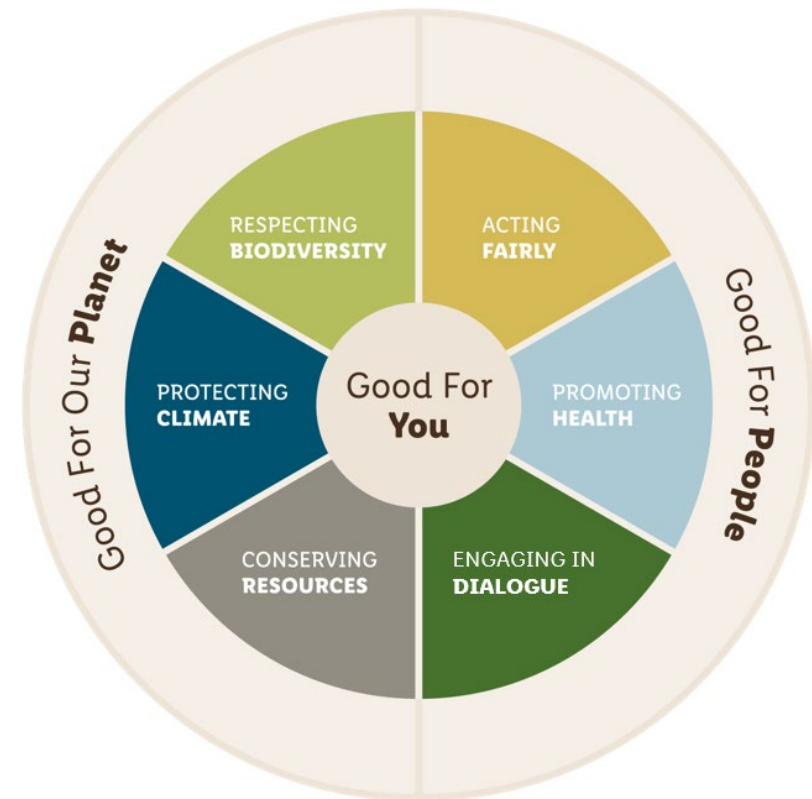 Good For Our Planet
RESPECTING
BIODIVERSITY
PROTECTING
CLIMATE
CONSERVING
RESOURCES
Good For
You
ACTING
FAIRLY
PROMOTING
HEALTH
ENGAGING IN
DIALOGUE
Good For People